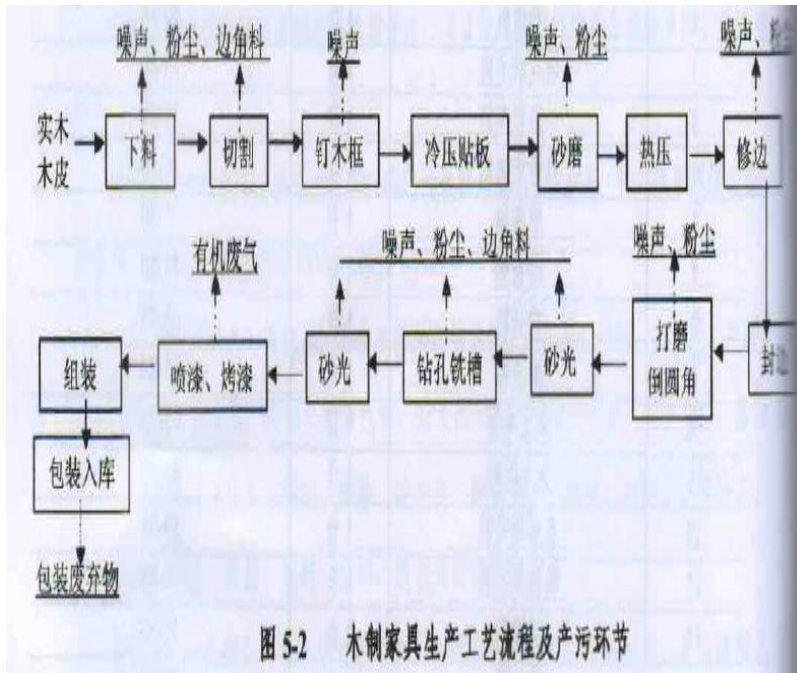 噪声、粉尘、边角料
噪声
噪声、粉尘
噪声、粉尘
实木
木皮
下料
切割
钉木框
冷压贴板
砂磨
热压
修边
有机废气
噪声、粉尘、边角料
噪声、粉尘
组装
喷漆、烤漆
砂光
钻孔铣槽
砂光
打磨
倒圆角
封边
包装入库
包装废弃物
图 5-2 木制家具生产工艺流程及产污环节